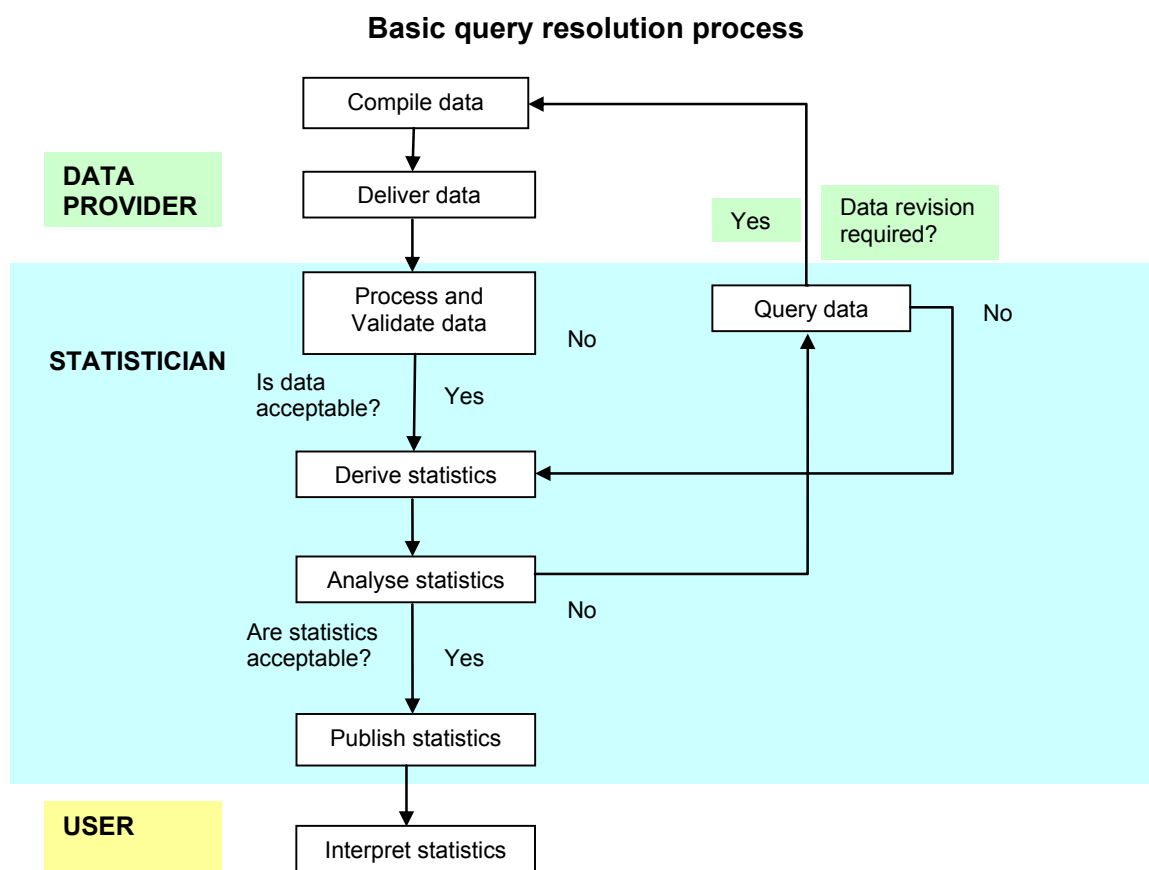 Basic query resolution process
Compile data
DATA
PROVIDER
Deliver data
Yes
Data revision
required?
Process and
Validate data
No
Query data
No
STATISTICIAN
Is data
acceptable?
Yes
Derive statistics
Analyse statistics
No
Are statistics
acceptable?
Yes
Publish statistics
USER
Interpret statistics